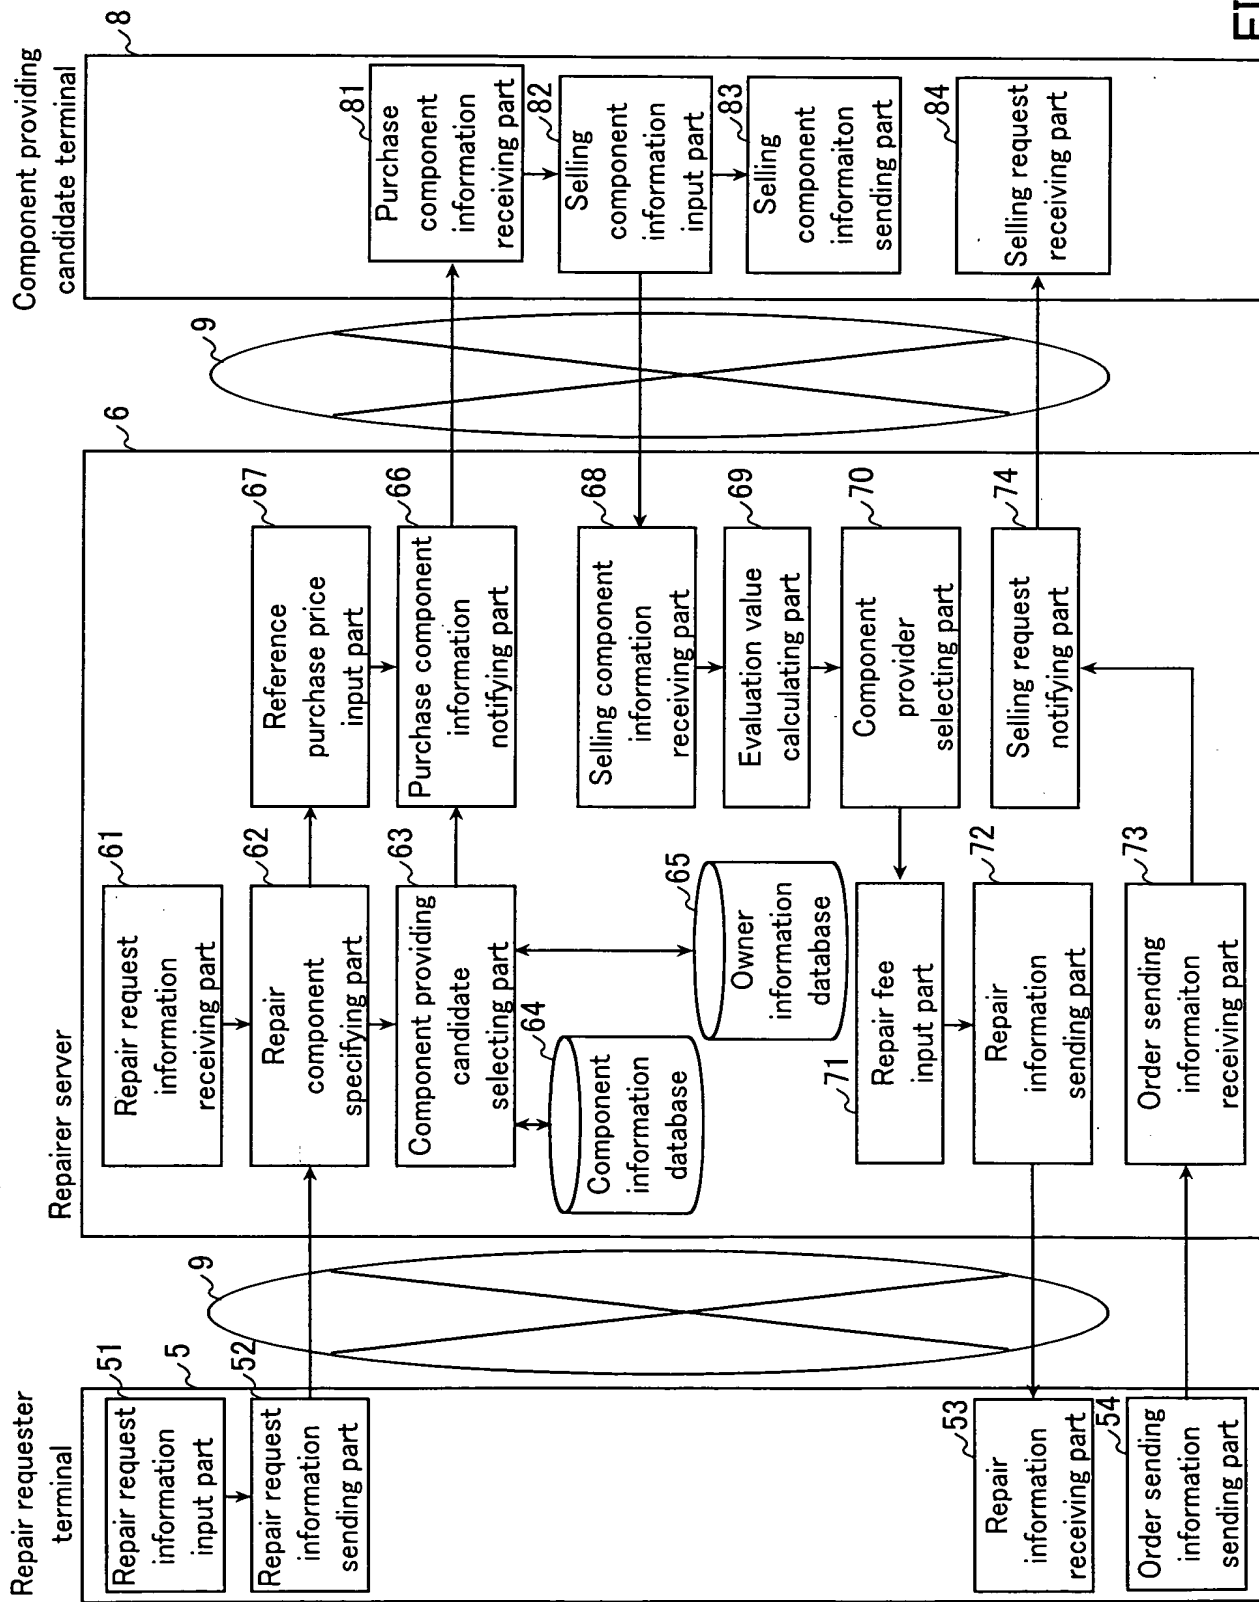 Repair requester
terminal
51
Repair request
information
input part
5
52
Repair request
information
sending part
53
Repair
information
receiving part
54
Order sending
information
sending part
9
Repairer server
6
61
Repair request
information
receiving part
62
Repair
component
specifying part
63
Component providing
candidate
selecting part
64
Component
information
database
65
Owner
information
database
67
Reference
purchase price
input part
66
Purchase component
information
notifying part
68
Selling component
information
receiving part
69
Evaluation value
calculating part
70
Component
provider
selecting part
71
Repair fee
input part
72
Repair
information
sending part
73
Order sending
informaiton
receiving part
74
Selling request
notifying part
9
Component providing
candidate terminal
8
81
Purchase
component
information
receiving part
82
Selling
component
information
input part
83
Selling
component
informaiton
sending part
84
Selling request
receiving part